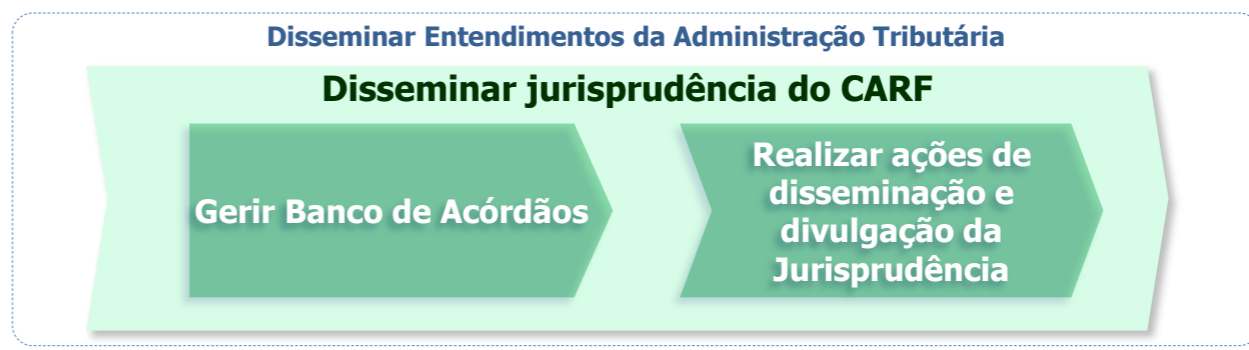 Disseminar Entendimentos da Administração Tributária
Disseminar jurisprudência do CARF
Gerir Banco de Acórdãos
Realizar ações de
disseminação e
divulgação da
Jurisprudência